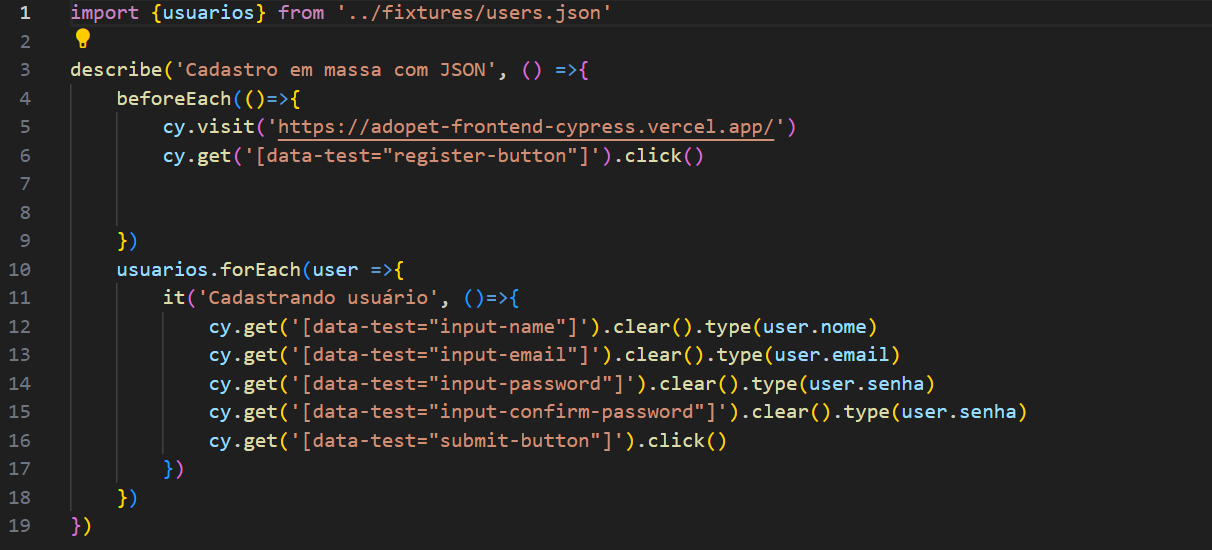 1 import {usuarios} from '../fixtures/users.json'
2
3 describe('Cadastro em massa com JSON', () =>{
4     beforeEach(()=>{
5         cy.visit('https://adopet-frontend-cypress.vercel.app/')
6         cy.get('[data-test="register-button"]').click()
7
8
9     })
10     usuarios.forEach(user =>{
11         it('Cadastrando usuário', ()=>{
12             cy.get('[data-test="input-name"]').clear().type(user.nome)
13             cy.get('[data-test="input-email"]').clear().type(user.email)
14             cy.get('[data-test="input-password"]').clear().type(user.senha)
15             cy.get('[data-test="input-confirm-password"]').clear().type(user.senha)
16             cy.get('[data-test="submit-button"]').click()
17         })
18     })
19 })